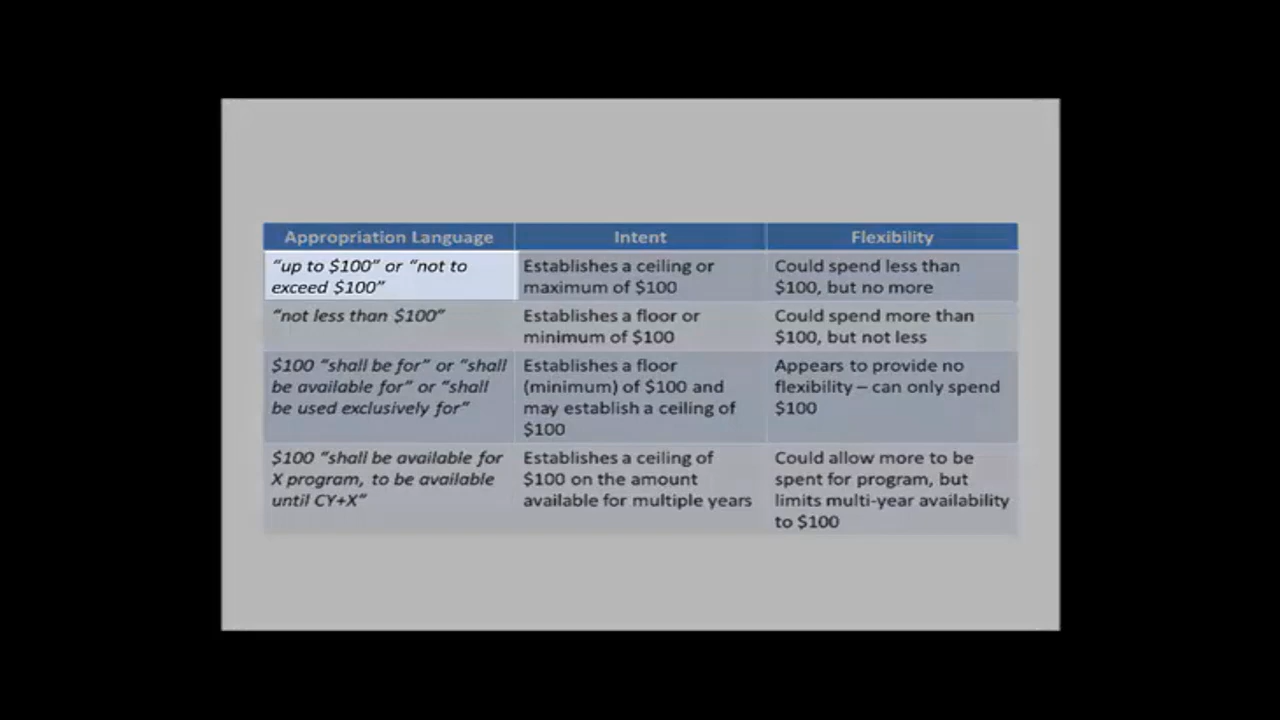 Appropriation Language Intent Flexibility
“up to $100” or “not to
exceed $100”
Establishes a ceiling or
maximum of $100
Could spend less than
$100, but no more
“not less than $100”
Establishes a floor or
minimum of $100
Could spend more than
$100, but not less
$100 “shall be for” or “shall
be available for” or “shall
be used exclusively for”
Establishes a floor
(minimum) of $100 and
may establish a ceiling of
$100
Appears to provide no
flexibility – can only spend
$100
$100 “shall be available for
X program, to be available
until CY+X”
Establishes a ceiling of
$100 on the amount
available for multiple years
Could allow more to be
spent for program, but
limits multi-year availability
to $100